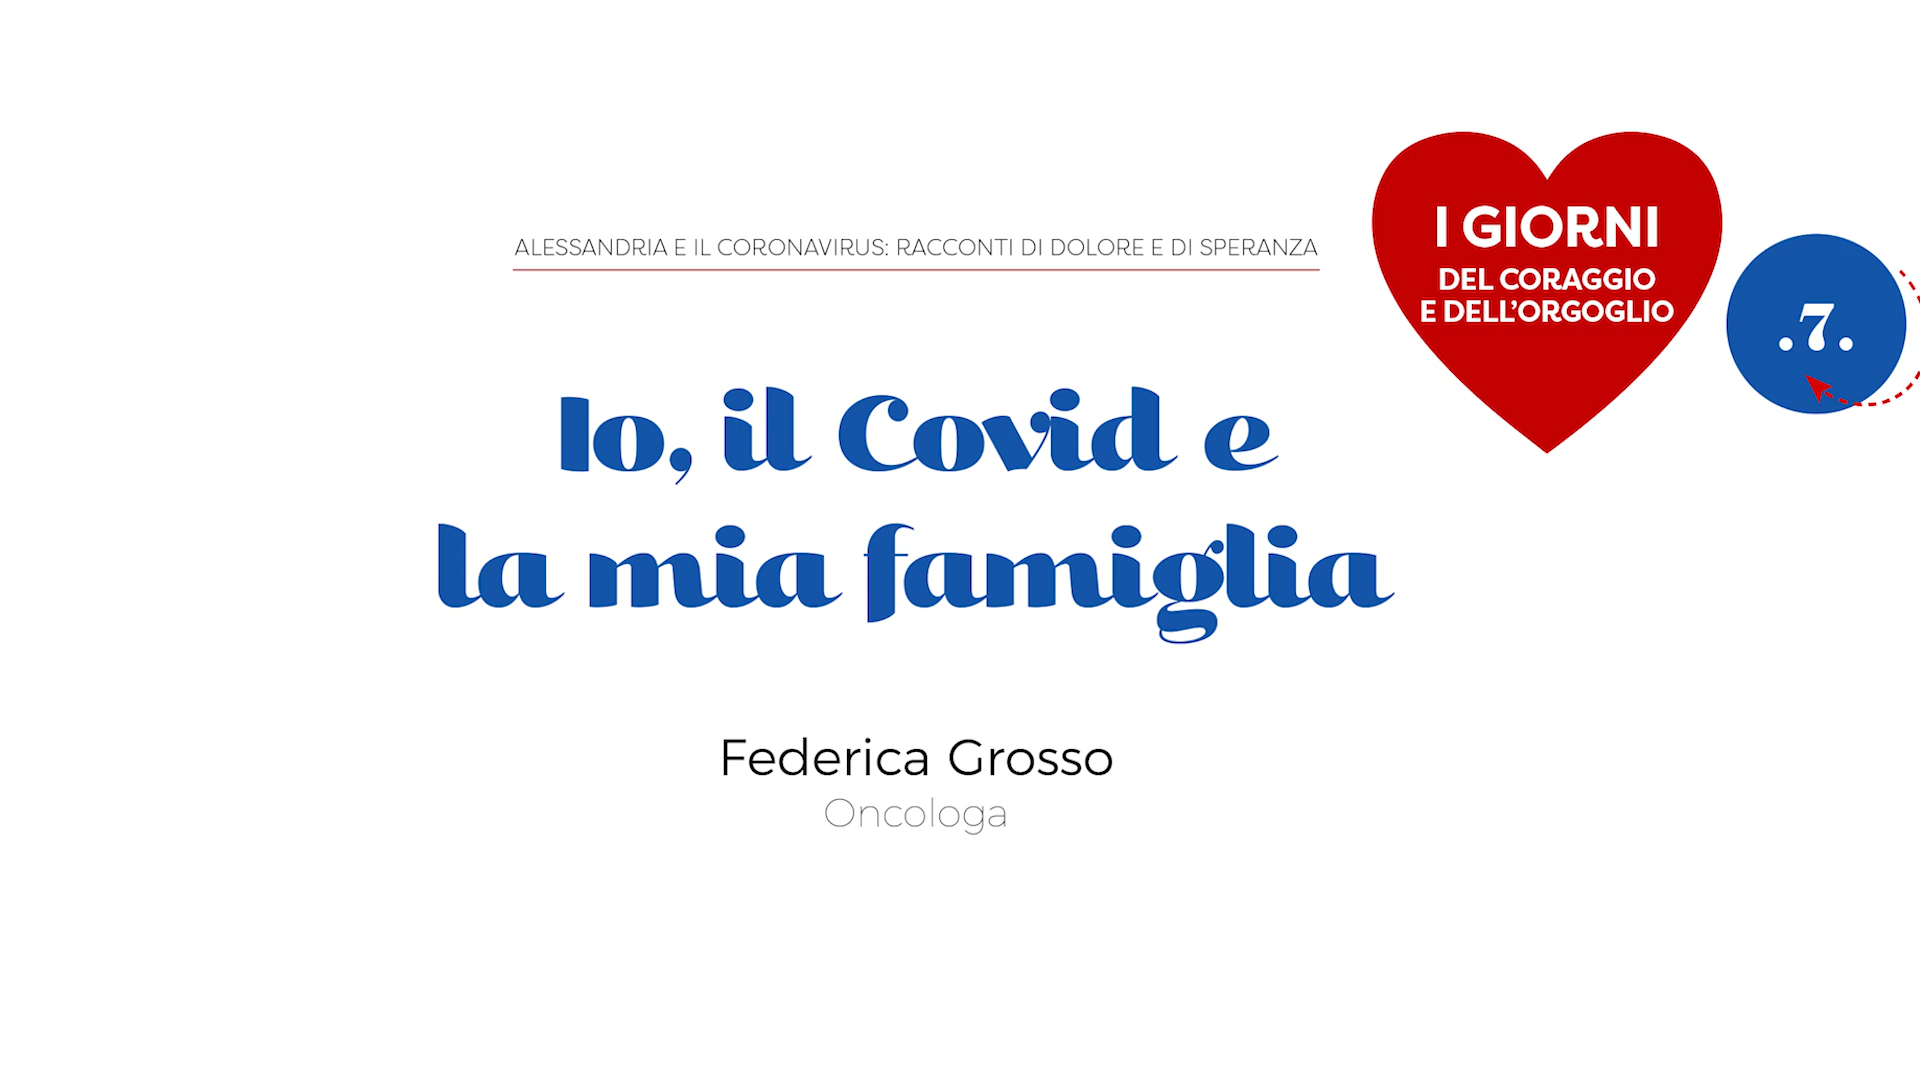 ALESSANDRIA E IL CORONAVIRUS: RACCONTI DI DOLORE E DI SPERANZA
I GIORNI
DEL CORAGGIO
E DELL'ORGOGLIO
.7.
Io, il Covid e
la mia famiglia
Federica Grosso
Oncologa